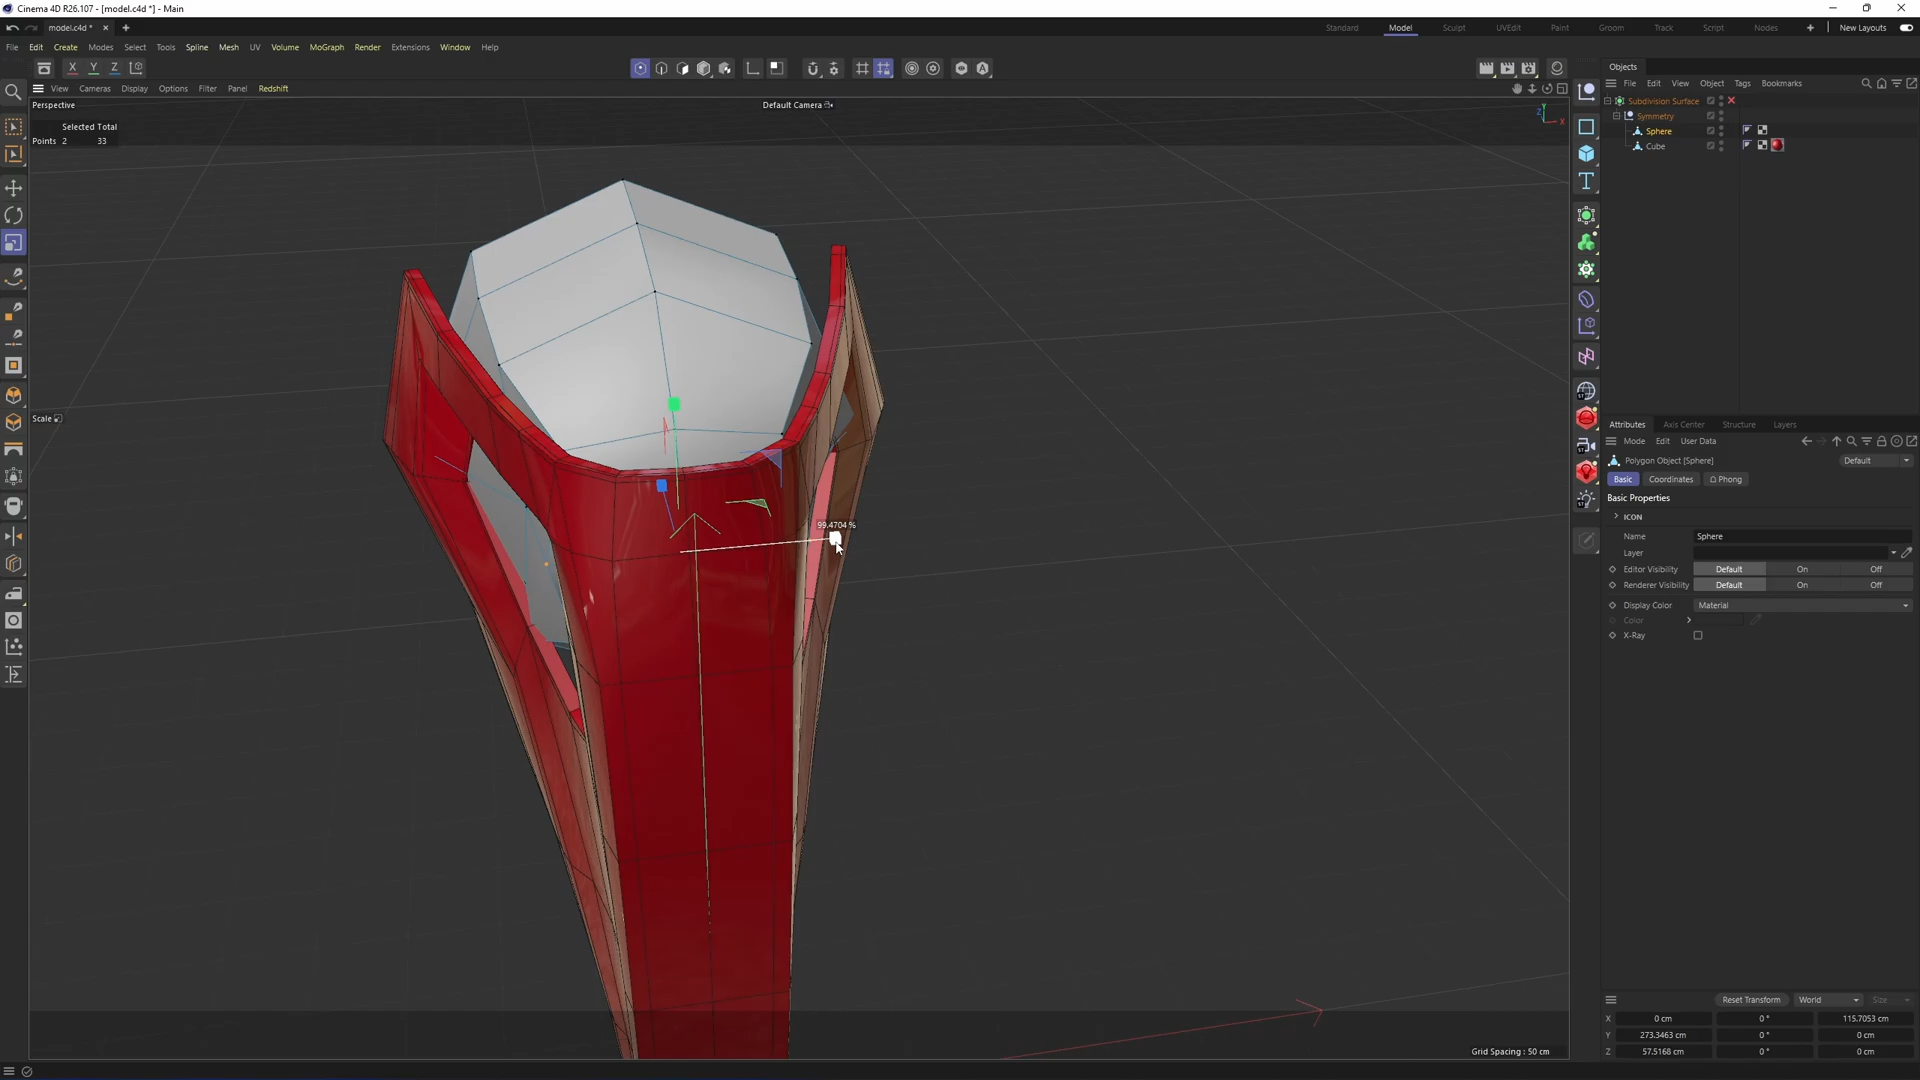 Cinema 4D R26.107 - [model.c4d *] - Main
model.c4d *
Standard Model Sculpt UVEdit Paint Groom Track Script Nodes New Layouts
File Edit Create Modes Select Tools Spline Mesh UV Volume MoGraph Render Extensions Window Help
X Y Z
Objects
View Cameras Display Options Filter Panel Redshift
File Edit View Object Tags Bookmarks
Perspective
Default Camera
Subdivision Surface
Symmetry
Sphere
Cube
Selected Total
Points 2 33
Y
Z
X
Scale
99.4704 %
Attributes Axis Center Structure Layers
Mode Edit User Data
Polygon Object [Sphere]
Default
Basic Coordinates Phong
Basic Properties
ICON
Name Sphere
Layer
Editor Visibility Default On Off
Renderer Visibility Default On Off
Display Color Material
Color
X-Ray
Reset Transform World Size
X 0 cm 0 ° 115.7053 cm
Y 273.3463 cm 0 ° 0 cm
Z 57.5168 cm 0 ° 0 cm
Grid Spacing : 50 cm